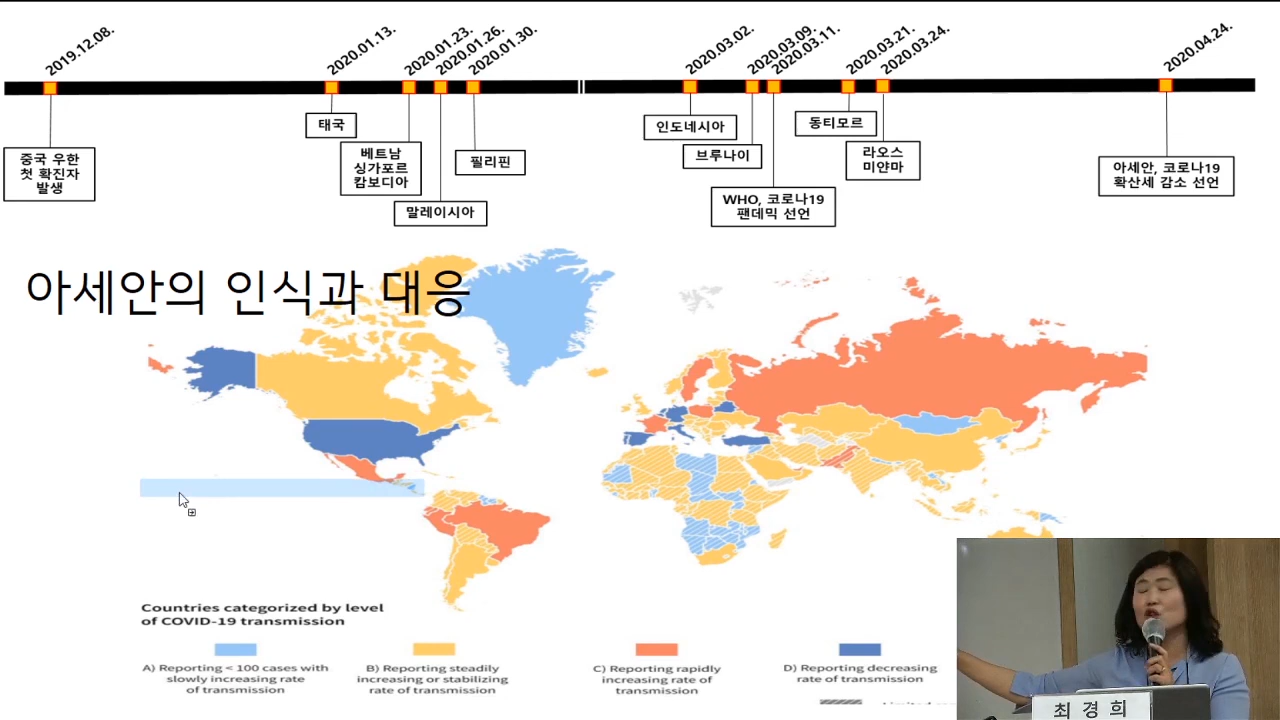 2019.12.08.
2020.01.13.
2020.01.23.
2020.01.26.
2020.01.30.
2020.03.02.
2020.03.09.
2020.03.11.
2020.03.21.
2020.03.24.
2020.04.24.
중국 우한
첫 확진자
발생
태국
베트남
싱가포르
캄보디아
말레이시아
필리핀
인도네시아
브루나이
WHO, 코로나19
팬데믹 선언
동티모르
라오스
미얀마
아세안, 코로나19
확산세 감소 선언
아세안의 인식과 대응
Countries categorized by level
of COVID-19 transmission
A) Reporting < 100 cases with
slowly increasing rate
of transmission
B) Reporting steadily
increasing or stabilizing
rate of transmission
C) Reporting rapidly
increasing rate of
transmission
D) Reporting decreasing
rate of transmission
최경희